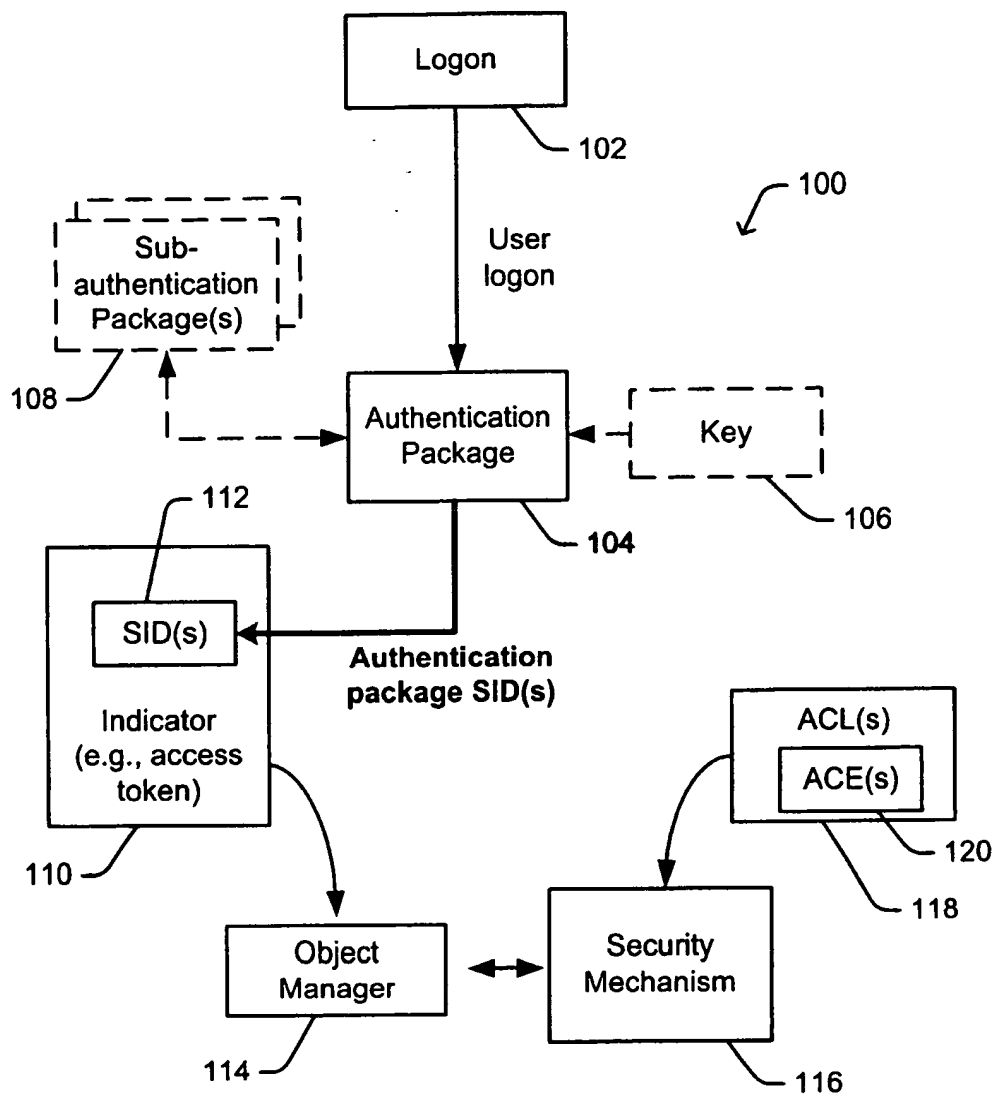 Logon
102
100
User
logon
Sub-
authentication
Package(s)
108
Authentication
Package
Key
106
104
112
SID(s)
Authentication
package SID(s)
Indicator
(e.g., access
token)
110
ACL(s)
ACE(s)
120
118
Object
Manager
114
Security
Mechanism
116